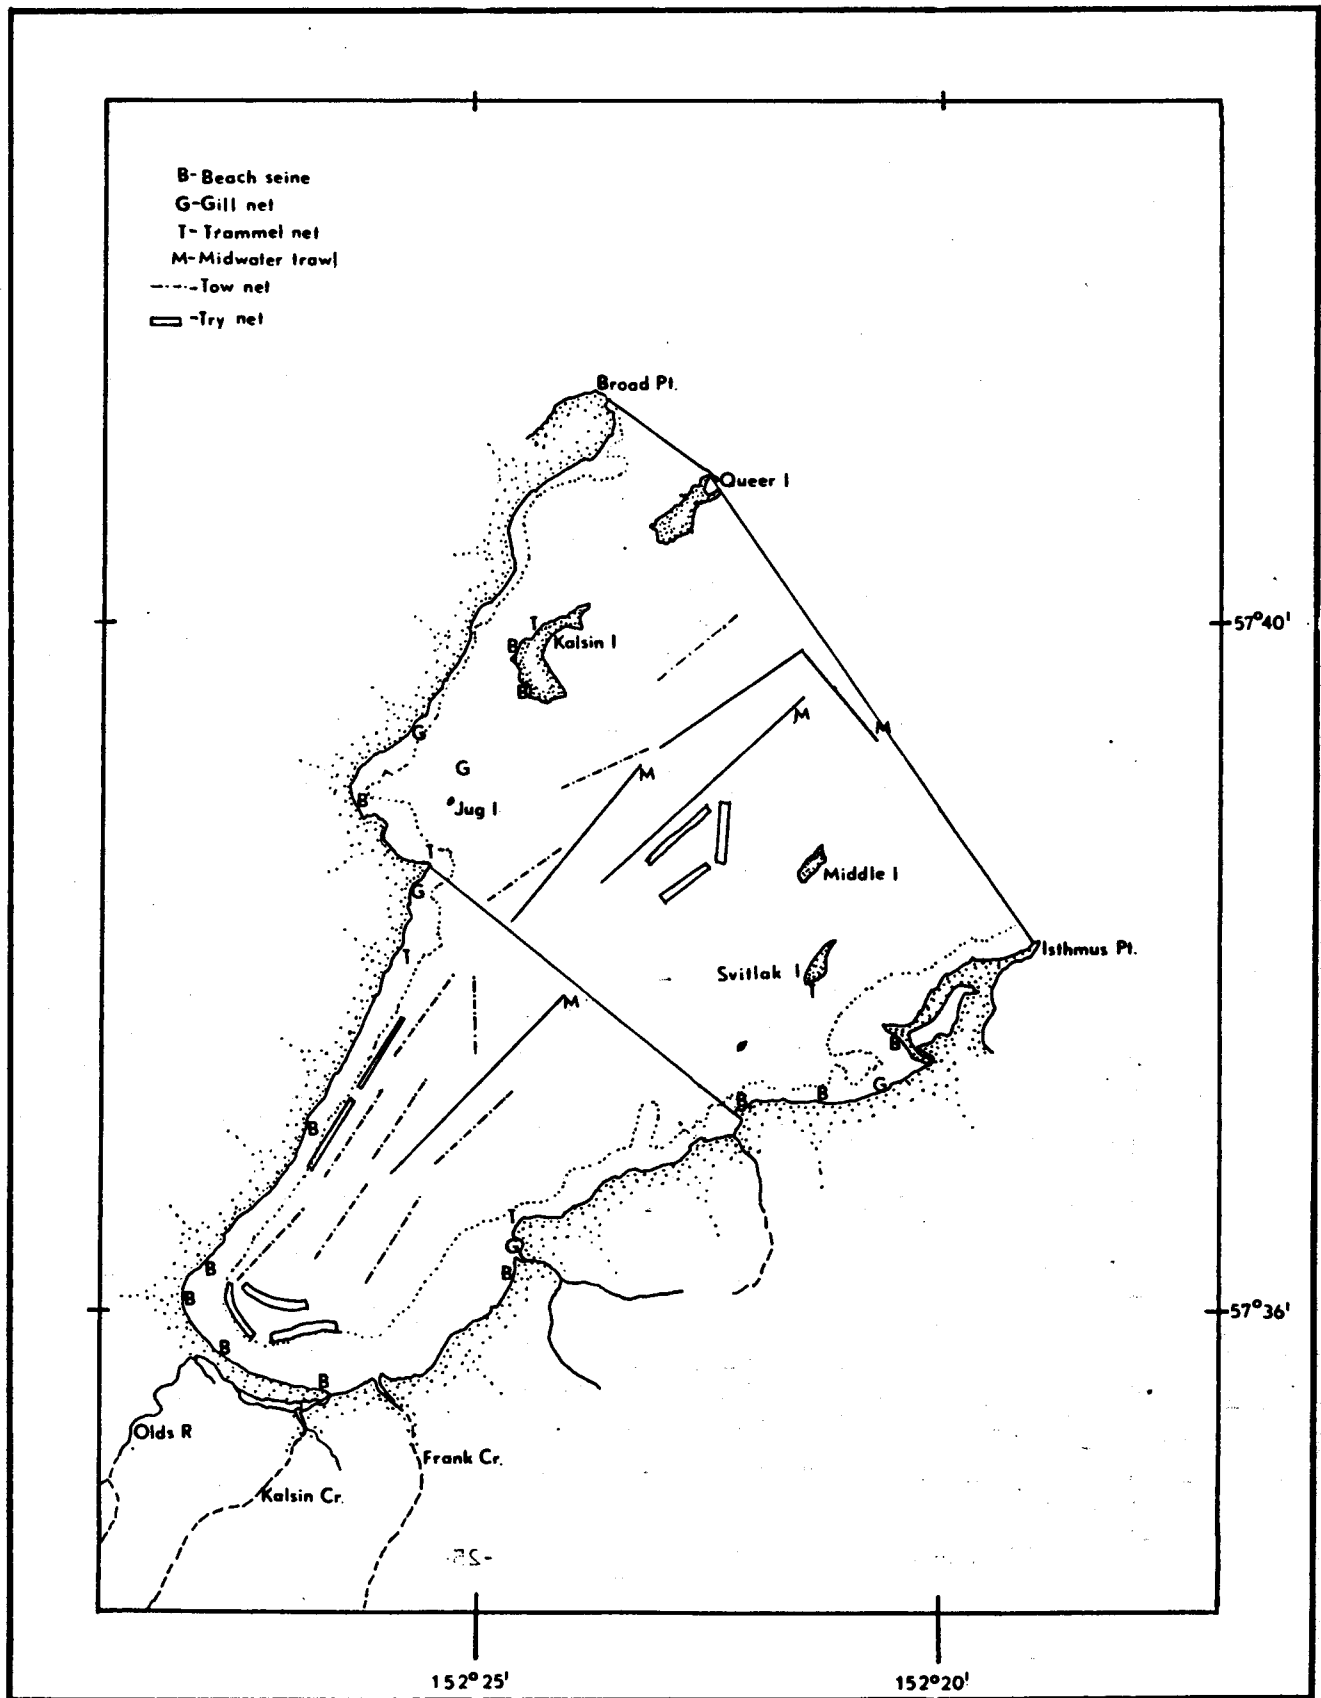 B-Beach seine
G-Gill net
T-Trammel net
M-Midwater trawl
-Tow net
-Try net
Broad Pt.
Queer I
57°40'
T
B
Kalsin I
B
G
M
M
G
M
B
Jug I
T
Middle I
G
T
Isthmus Pt.
Svitlak I
T
M
B
G
B
B
B
T
G
B
B
B
57°36'
B
B
Olds R
Frank Cr.
Kalsin Cr.
-25-
152°25'
152°20'